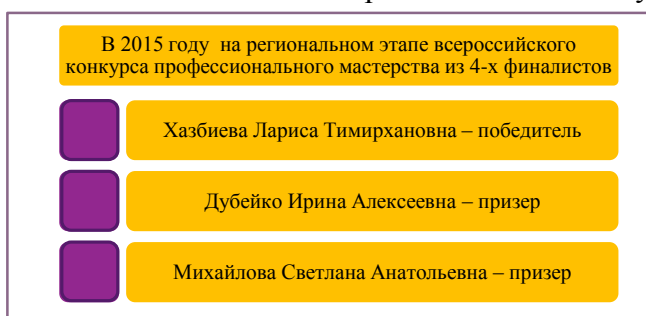 В 2015 году на региональном этапе всероссийского
конкурса профессионального мастерства из 4-х финалистов
Хазбиева Лариса Тимирхановна – победитель
Дубейко Ирина Алексеевна – призер
Михайлова Светлана Анатольевна – призер